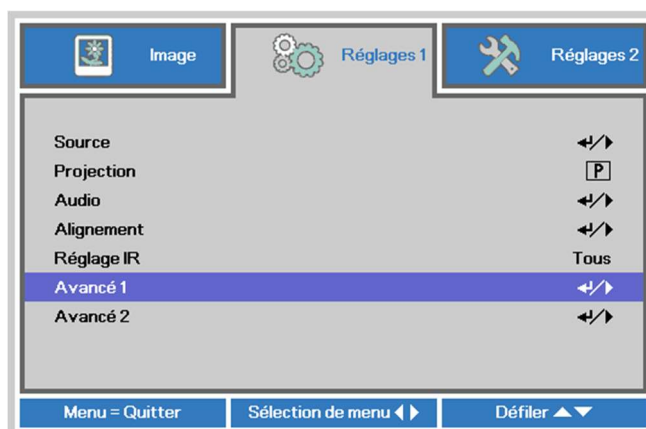 Image
Réglages 1
Réglages 2
Source ↵/▶
Projection P
Audio ↵/▶
Alignement ↵/▶
Réglage IR Tous
Avancé 1 ↵/▶
Avancé 2 ↵/▶
Menu = Quitter
Sélection de menu ◀▶
Défiler ▲▼